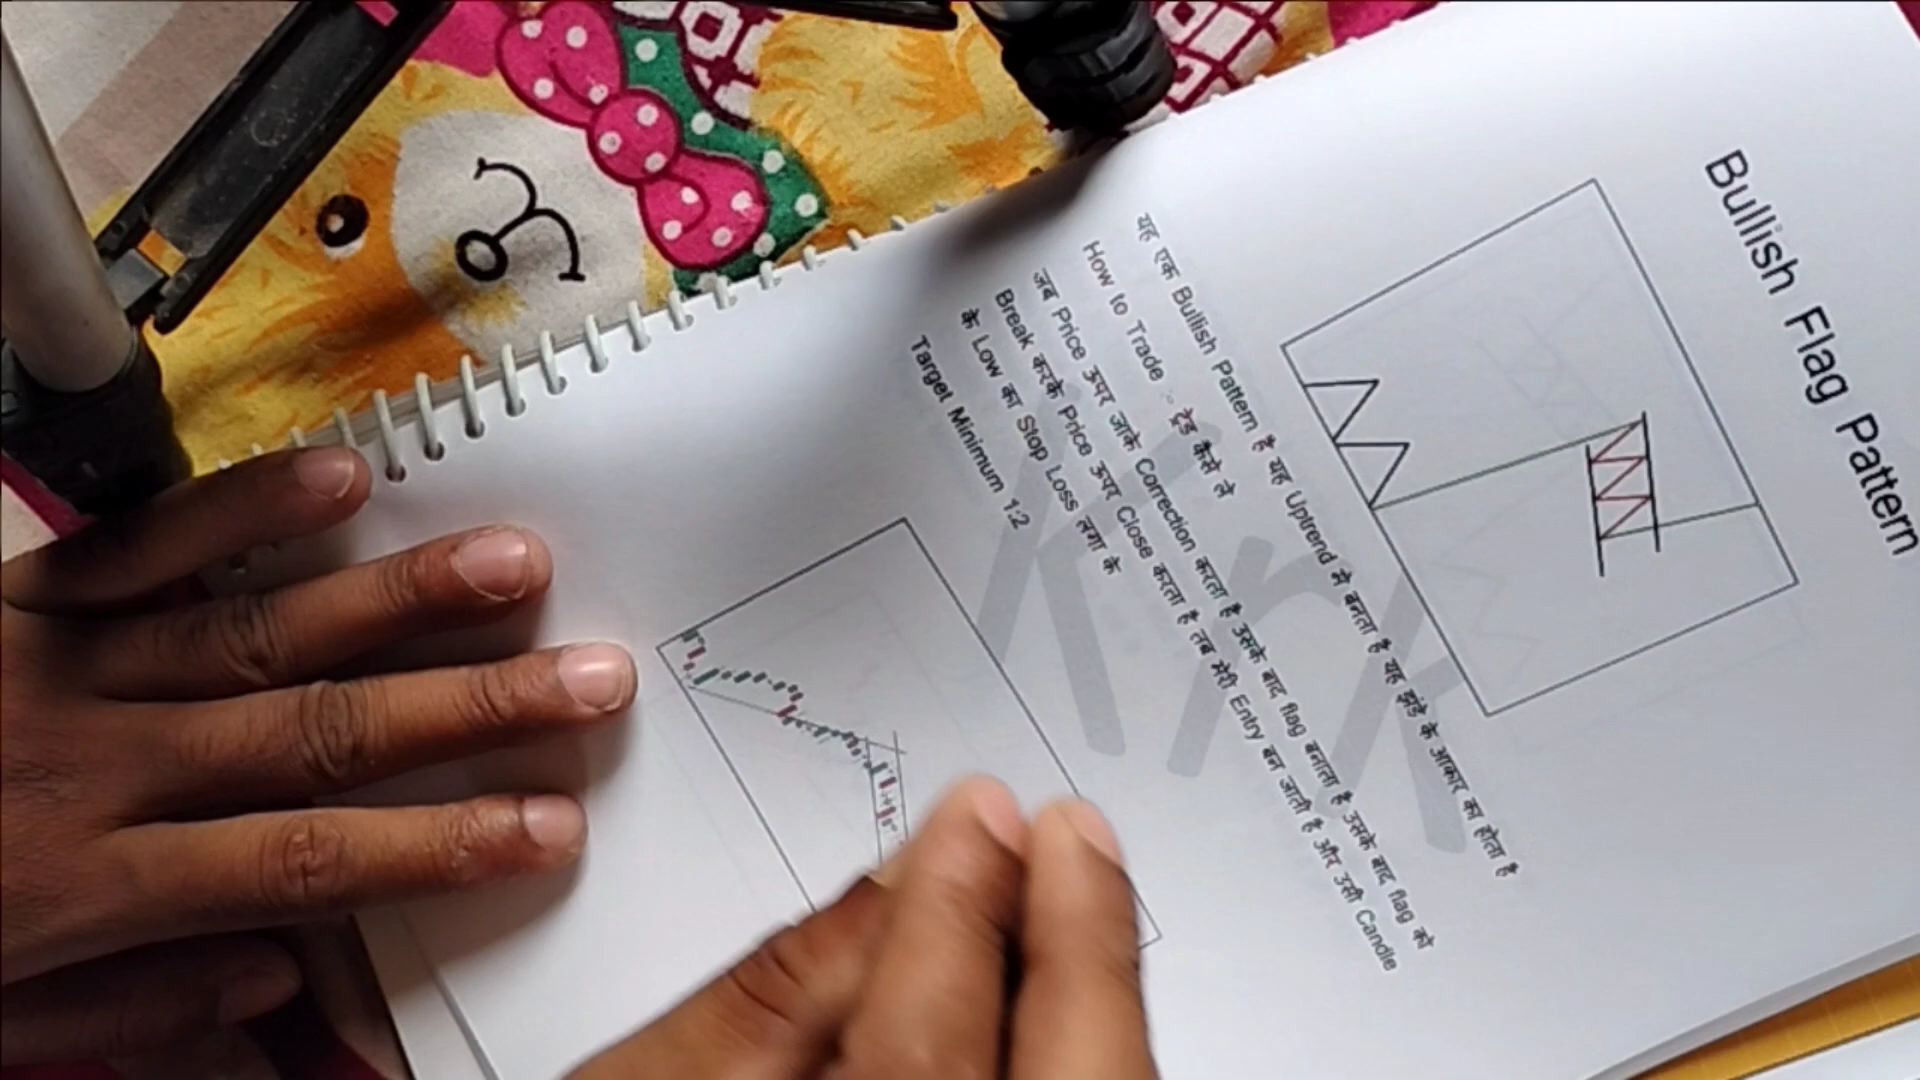 Bullish Flag Pattern
यह एक Bullish Pattern है यह Uptrend मे बनता है यह झंडे के आकार का होता है
How to Trade ट्रेड कैसे ले
जब Price ऊपर जाके Correction करता है उसके बाद flag बनाता है उसके बाद flag को
Break करके Price ऊपर Close करता है तब मेरी Entry बन जाती है और उसी Candle
के Low का Stop Loss लगा के
Target Minimum 1:2